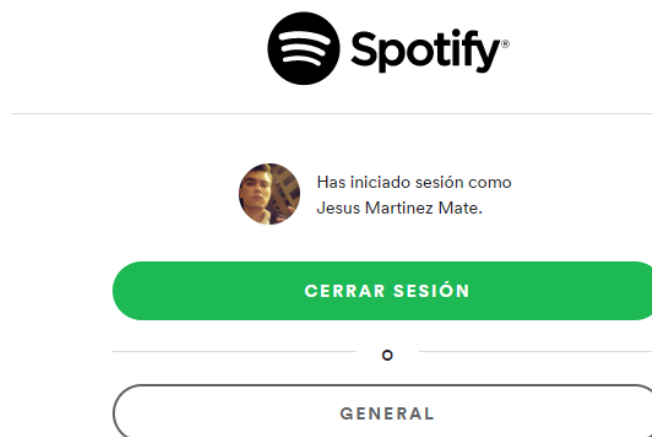 Spotify®
Has iniciado sesión como
Jesus Martinez Mate.
CERRAR SESIÓN
O
GENERAL